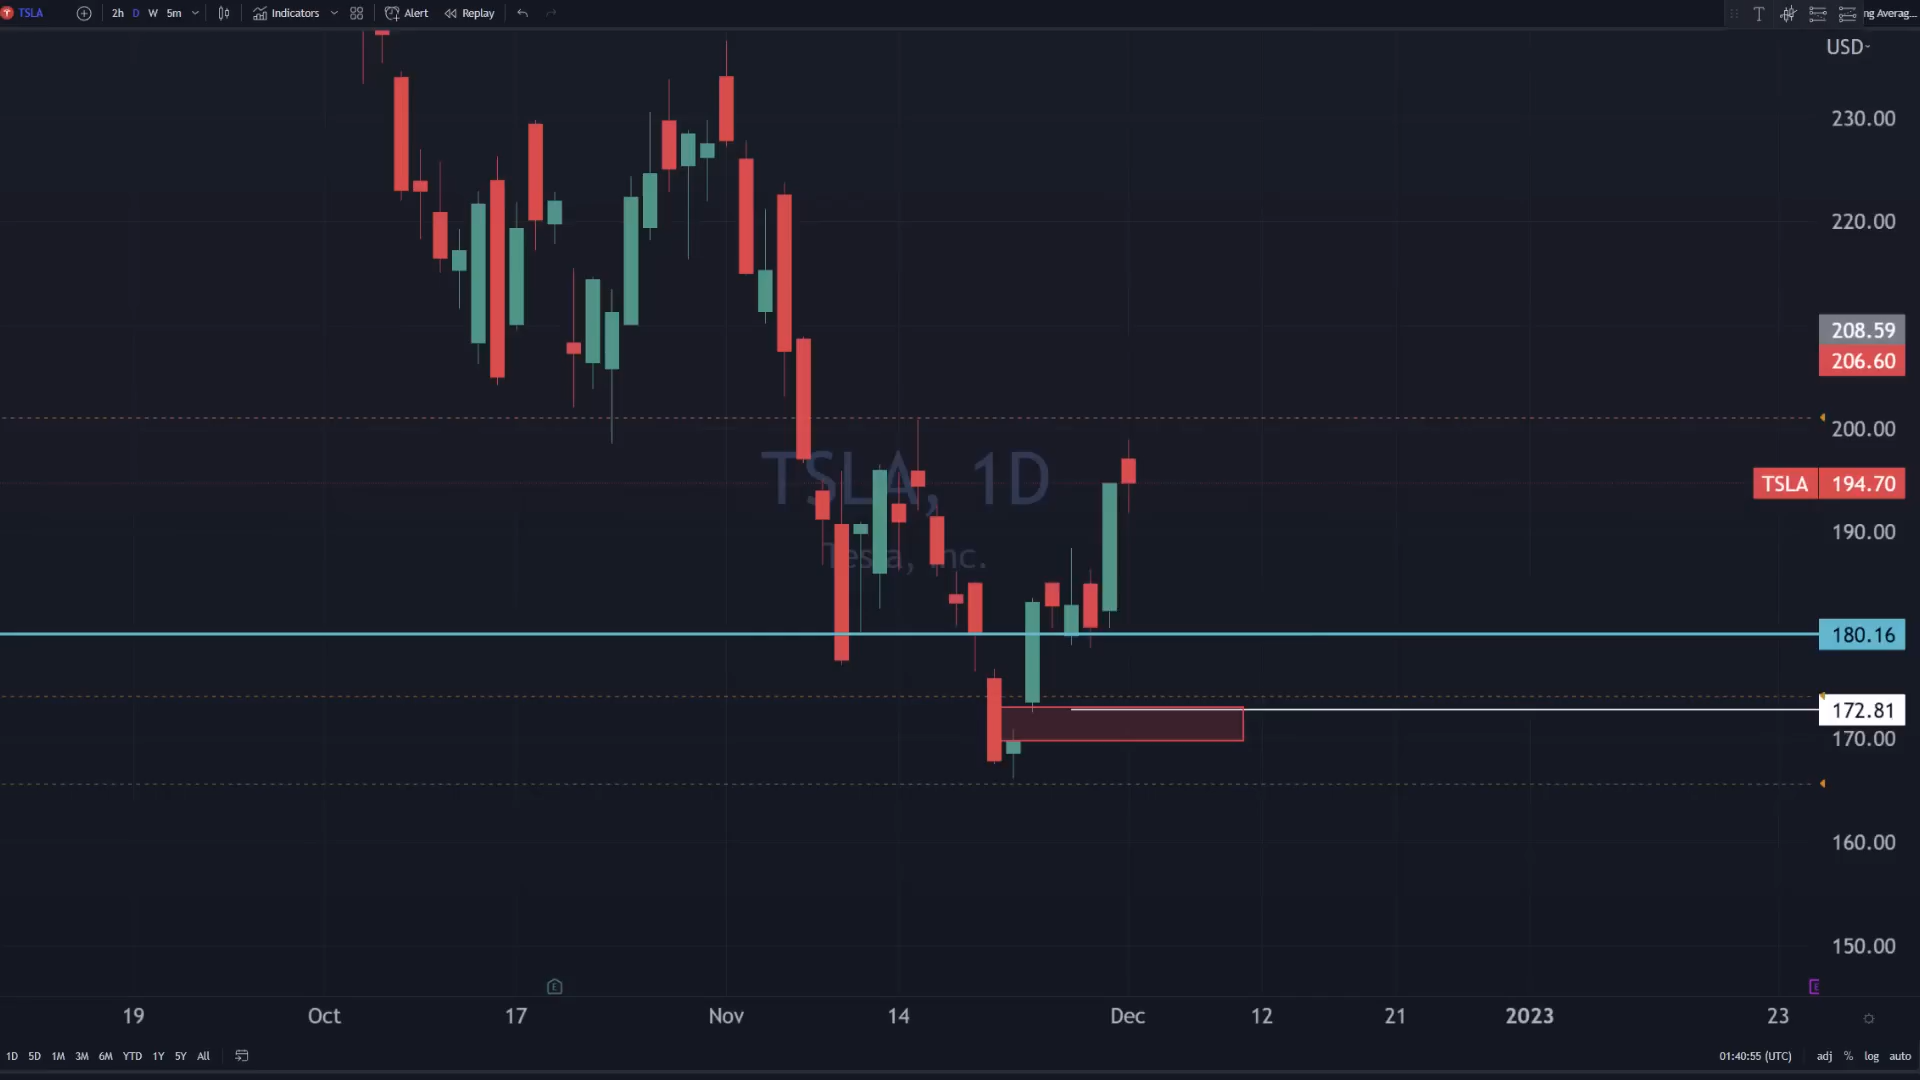 TSLA 2h D W 5m Indicators Alert Replay ng Averag...
USD
230.00
220.00
208.59
206.60
200.00
TSLA, 1D
TSLA 194.70
190.00
Tesla, Inc.
180.16
172.81
170.00
160.00
150.00
E E
19 Oct 17 Nov 14 Dec 12 21 2023 23
1D 5D 1M 3M 6M YTD 1Y 5Y All 01:40:55 (UTC) adj % log auto